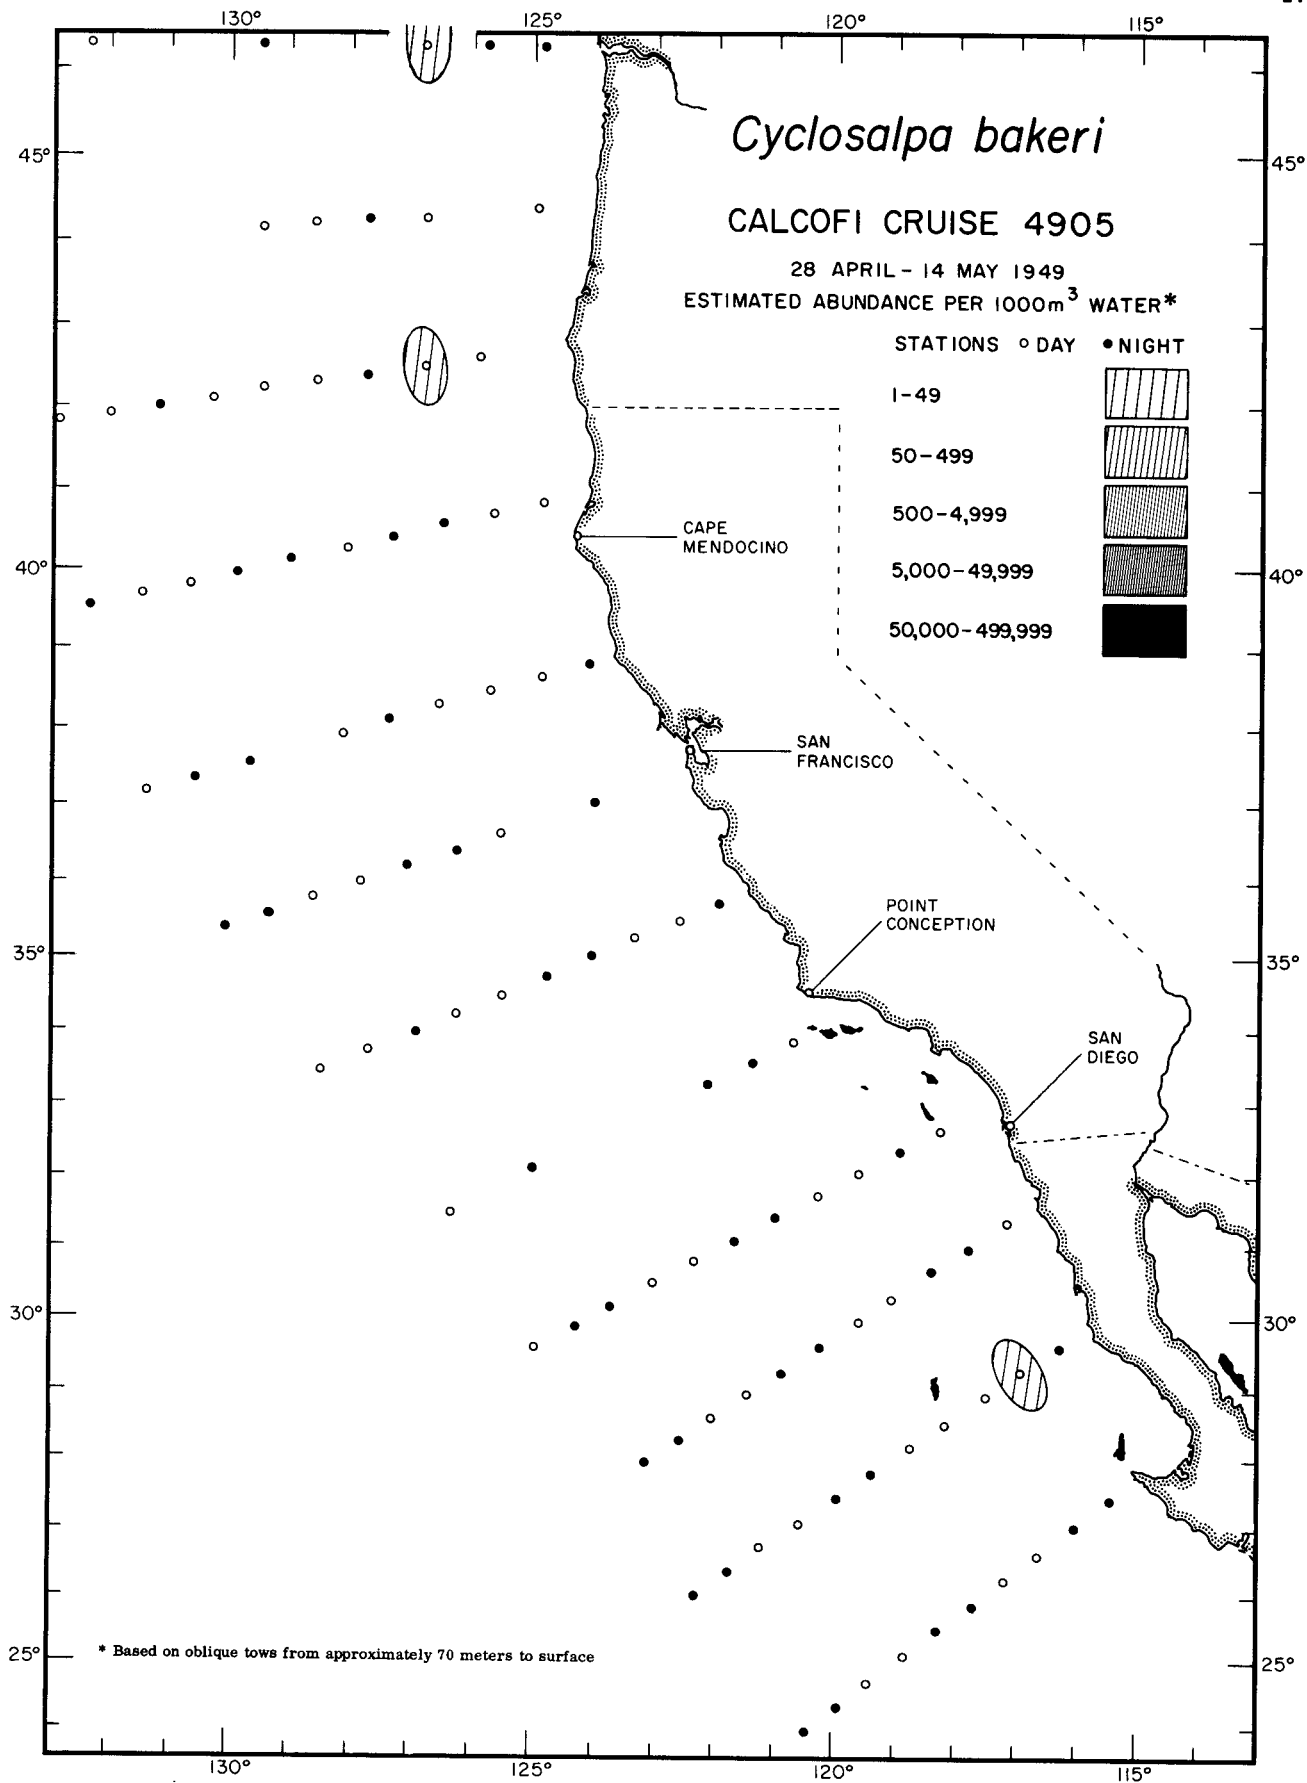 130° 125° 120° 115°
Cyclosalpa bakeri
45° 45°
CALCOFI CRUISE 4905
28 APRIL – 14 MAY 1949
ESTIMATED ABUNDANCE PER 1000m³ WATER*
STATIONS ○ DAY ● NIGHT
1–49
50–499
500–4,999
5,000–49,999
50,000–499,999
CAPE
MENDOCINO
40° 40°
SAN
FRANCISCO
POINT
CONCEPTION
35° 35°
SAN
DIEGO
30° 30°
* Based on oblique tows from approximately 70 meters to surface
25° 25°
130° 125° 120° 115°